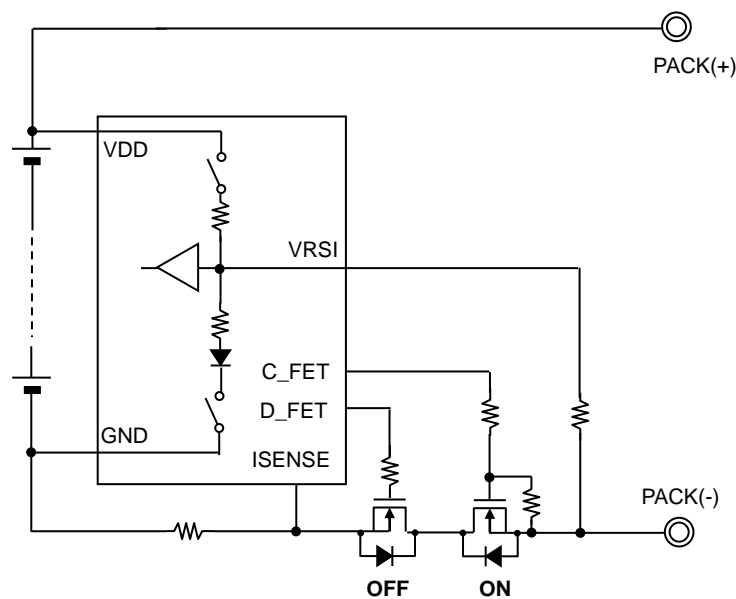 PACK(+)
VDD
VRSI
C_FET
D_FET
GND
ISENSE
PACK(-)
OFF
ON